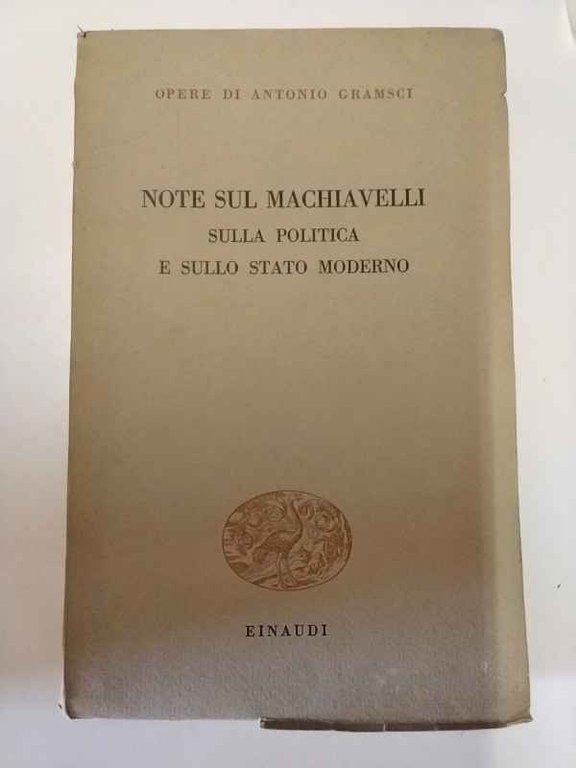 OPERE DI ANTONIO GRAMSCI
NOTE SUL MACHIAVELLI
SULLA POLITICA
E SULLO STATO MODERNO
EINAUDI